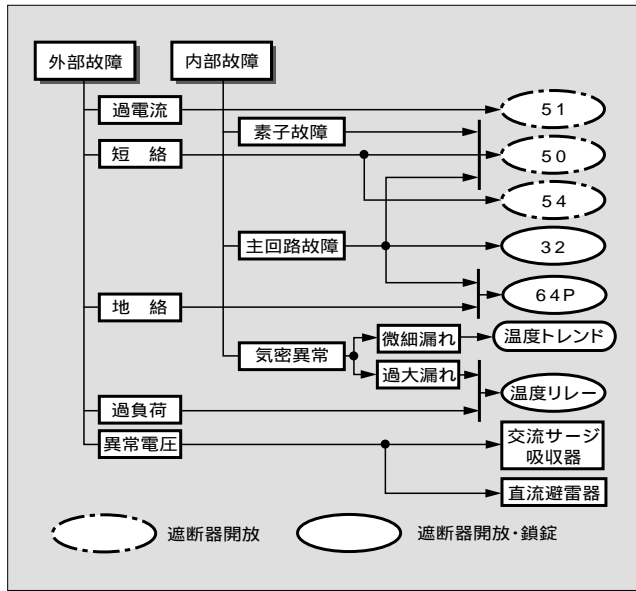 外部故障 内部故障
過電流
51
素子故障
短 絡
50
54
主回路故障
32
64P
地 絡
微細漏れ
温度トレンド
気密異常
過大漏れ
温度リレー
過負荷
異常電圧
交流サージ
吸収器
直流避雷器
遮断器開放
遮断器開放・鎖錠